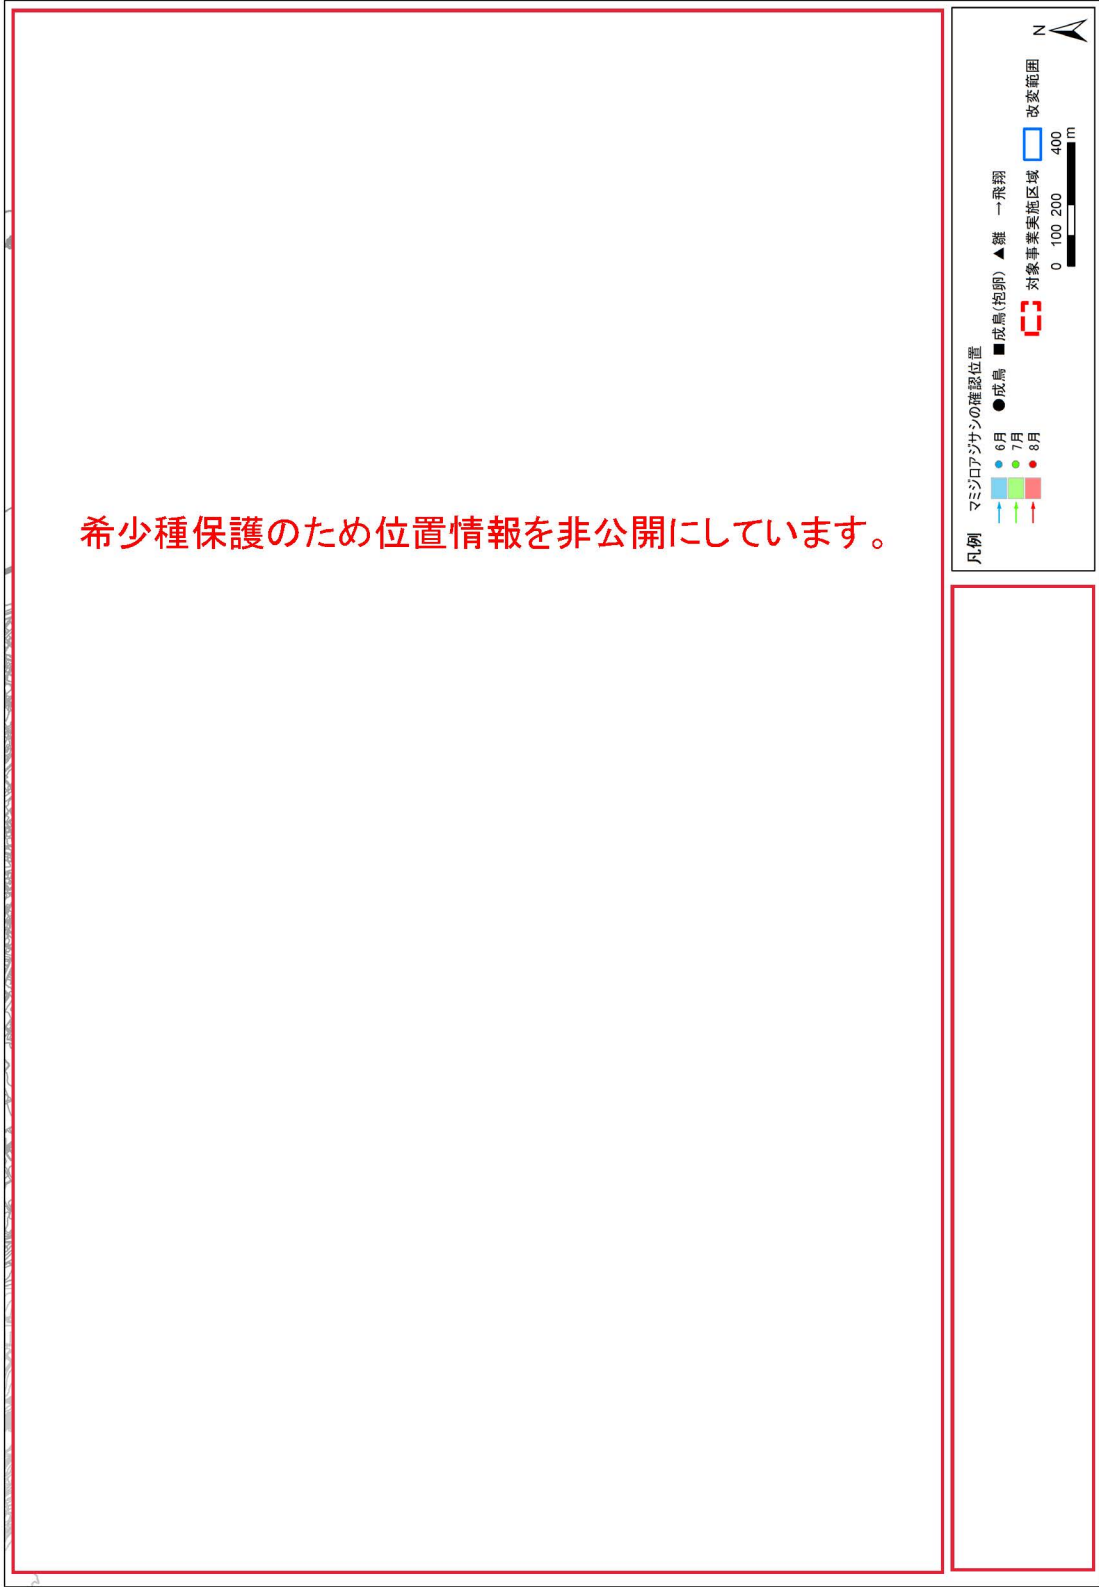 希少種保護のため位置情報を非公開にしています。
凡例 マミジロアジサシの確認位置
6月 ●成鳥 ■成鳥(抱卵) ▲雛 →飛翔
7月
8月
対象事業実施区域 改変範囲
0 100 200 400
m
N